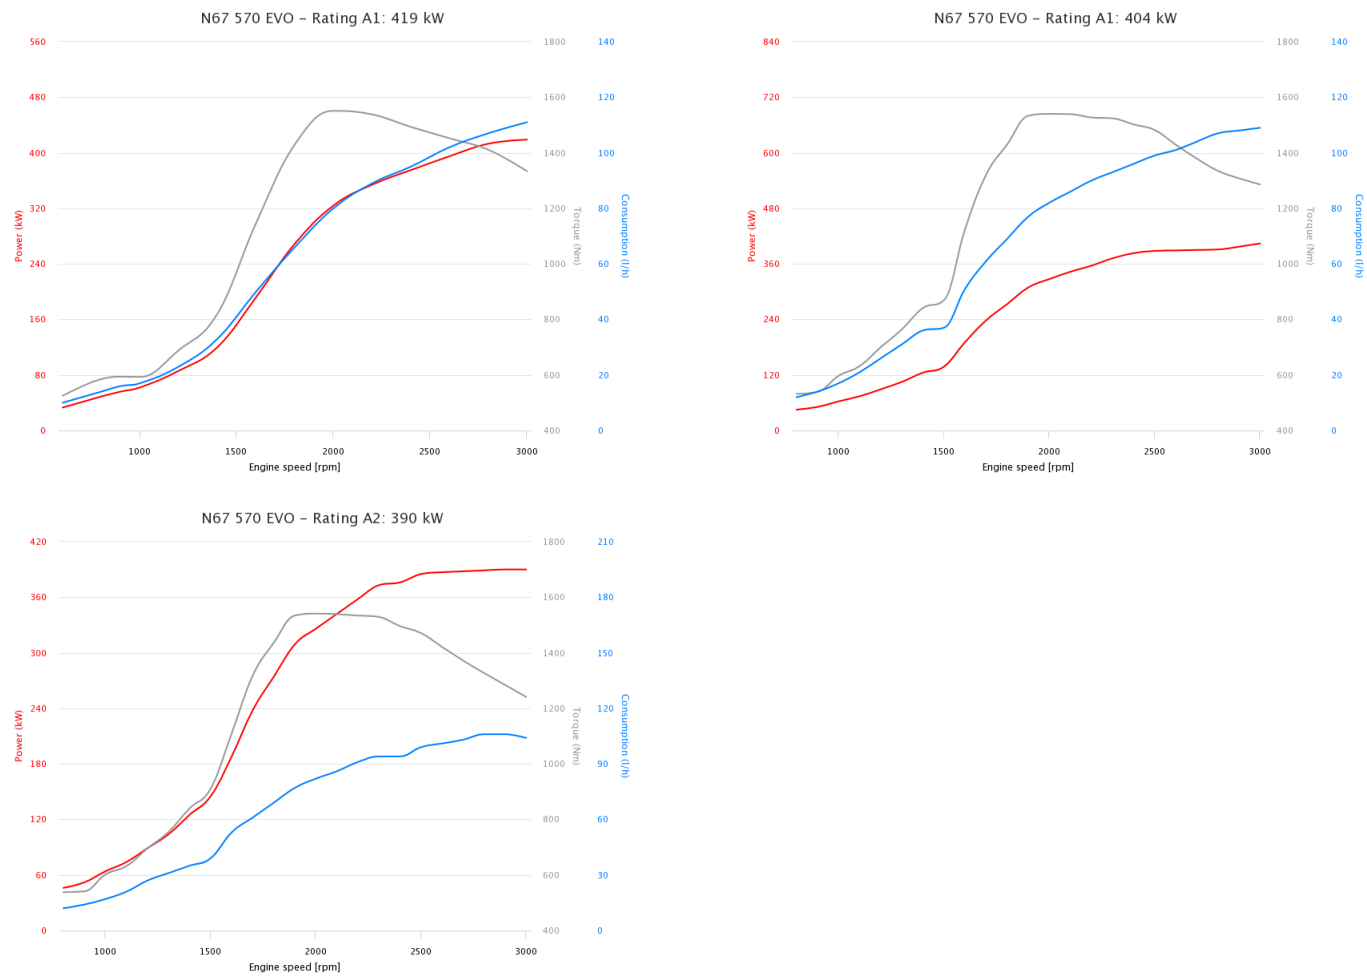 N67 570 EVO – Rating A1: 419 kW
560 1800 140
480 1600 120
400 1400 100
320 1200 80
240 1000 60
160 800 40
80 600 20
0 400 0
Power (kW)
Torque (Nm)
Consumption (l/h)
1000 1500 2000 2500 3000
Engine speed [rpm]
N67 570 EVO – Rating A1: 404 kW
840 1800 140
720 1600 120
600 1400 100
480 1200 80
360 1000 60
240 800 40
120 600 20
0 400 0
Power (kW)
Torque (Nm)
Consumption (l/h)
1000 1500 2000 2500 3000
Engine speed [rpm]
N67 570 EVO – Rating A2: 390 kW
420 1800 210
360 1600 180
300 1400 150
240 1200 120
180 1000 90
120 800 60
60 600 30
0 400 0
Power (kW)
Torque (Nm)
Consumption (l/h)
1000 1500 2000 2500 3000
Engine speed [rpm]